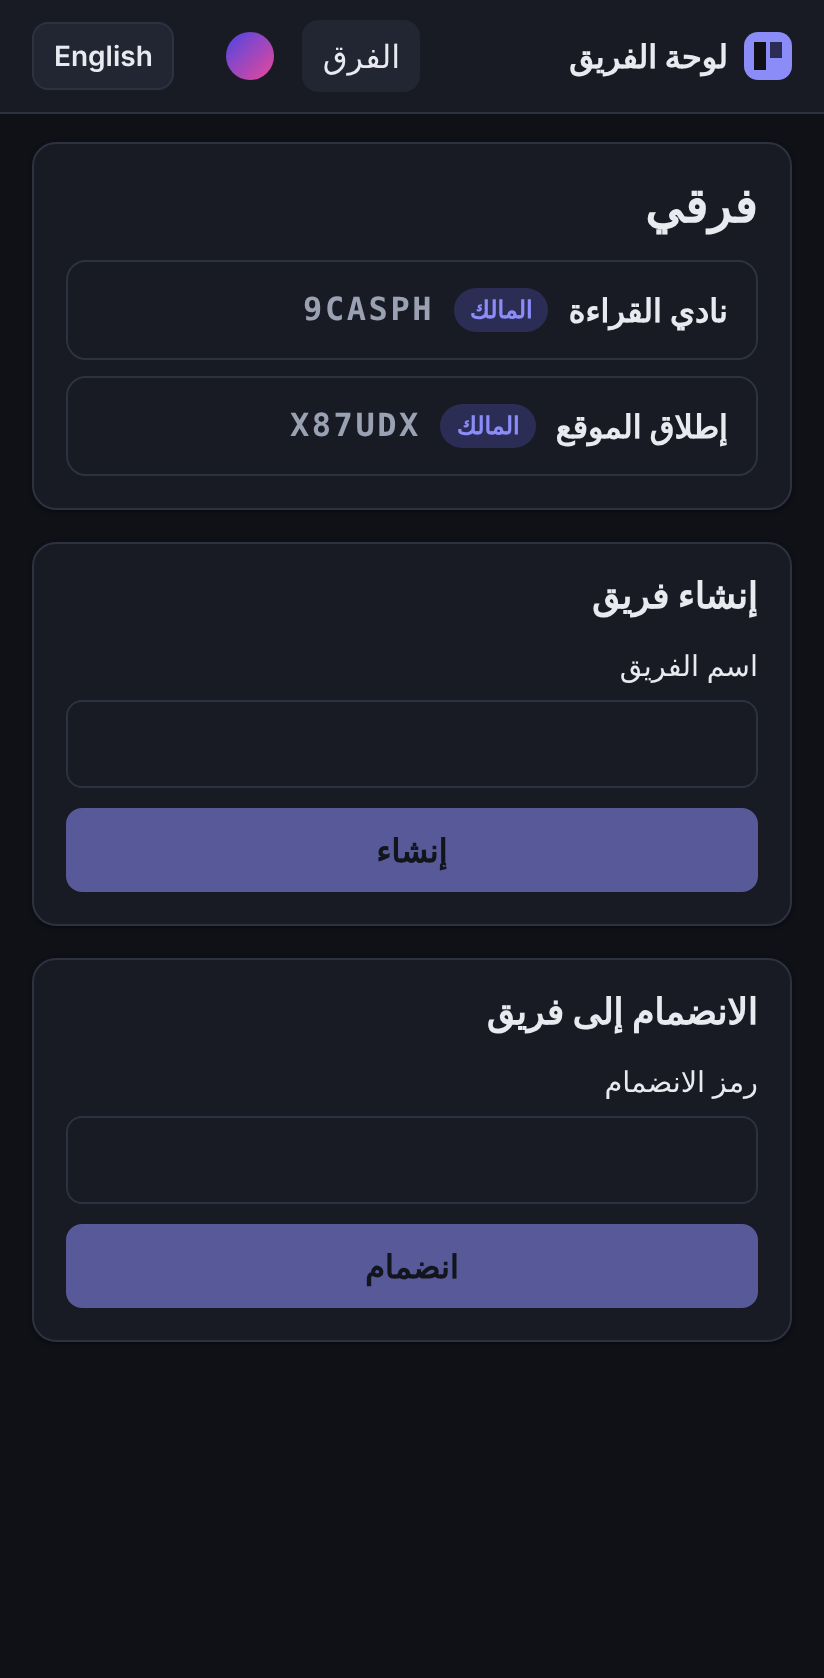 لوحة الفريق
الفرق
English
فرقي
نادي القراءة المالك 9CASPH
إطلاق الموقع المالك X87UDX
إنشاء فريق
اسم الفريق
إنشاء
الانضمام إلى فريق
رمز الانضمام
انضمام